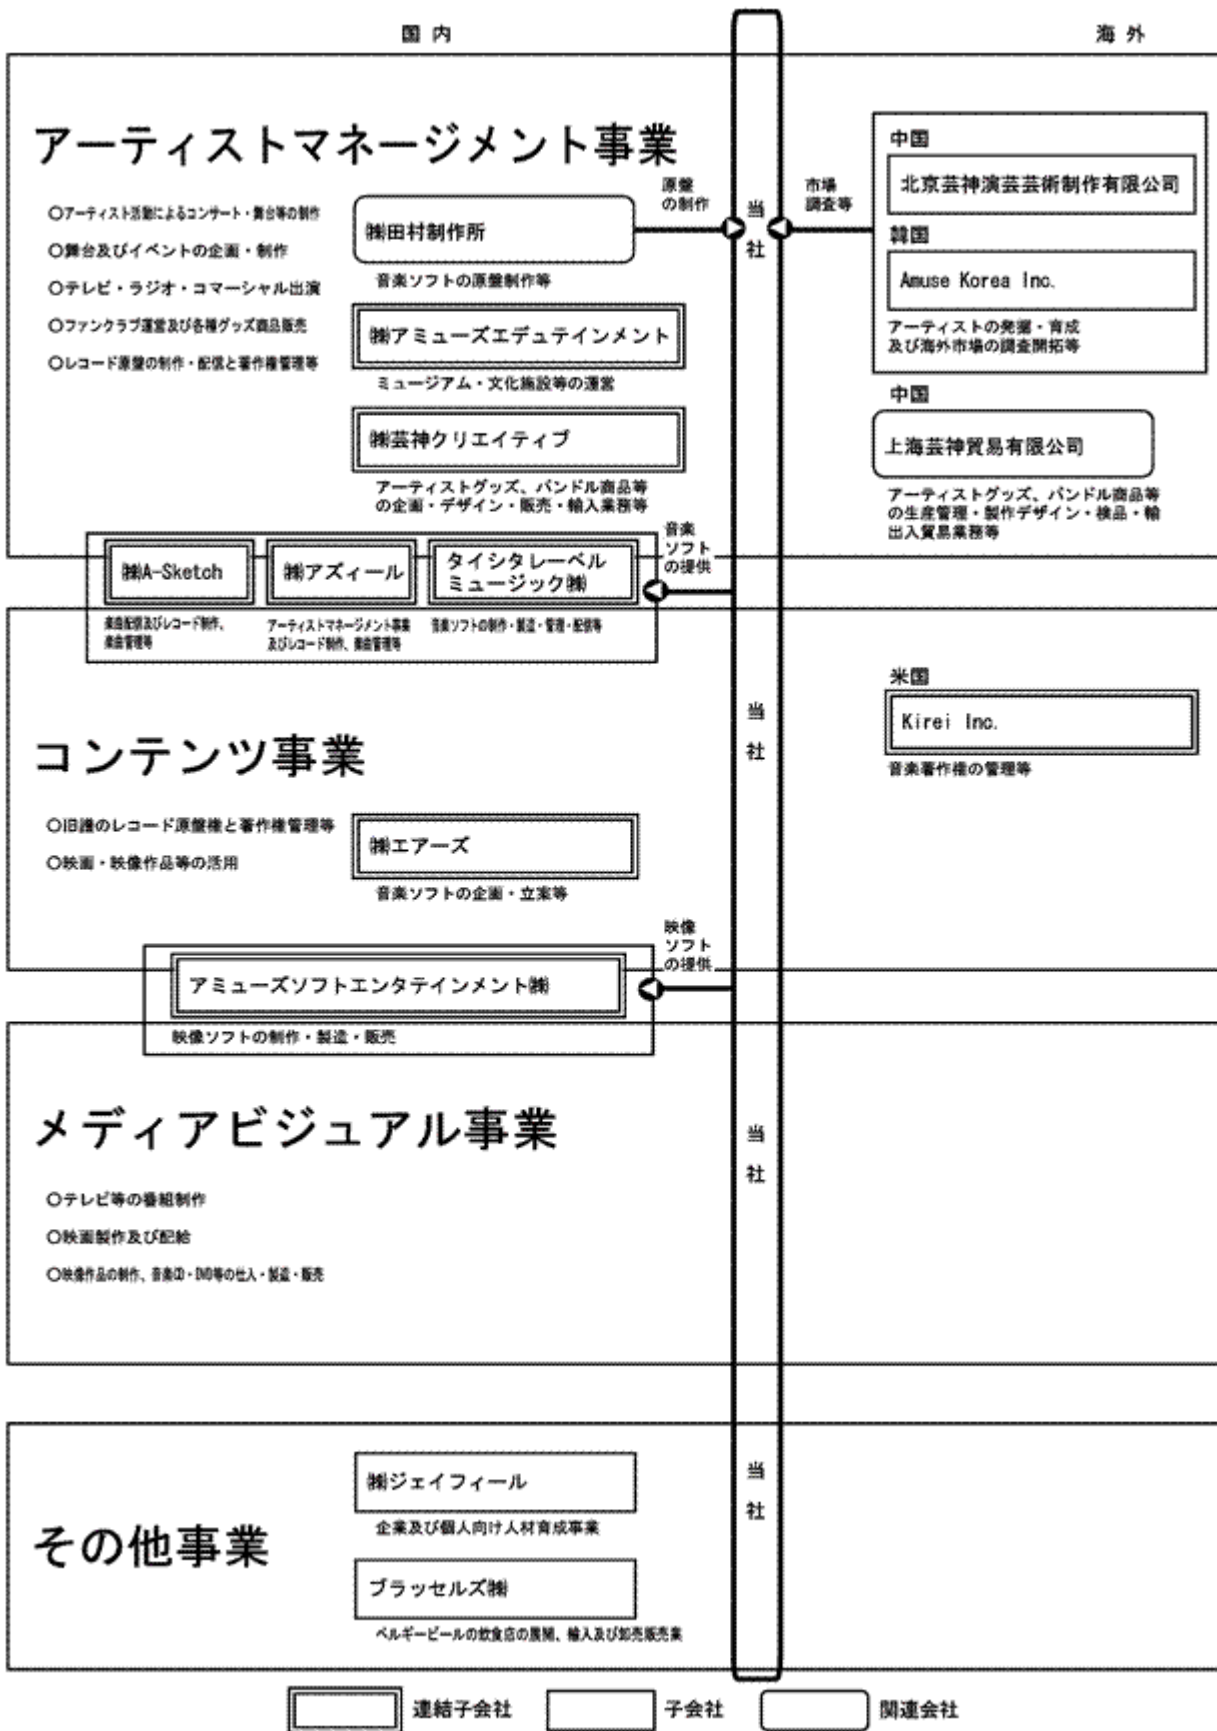 国内
海外
アーティストマネージメント事業
○アーティスト活動によるコンサート・舞台等の制作
○舞台及びイベントの企画・制作
○テレビ・ラジオ・コマーシャル出演
○ファンクラブ運営及び各種グッズ商品販売
○レコード原盤の制作・配信と著作権管理等
㈱田村制作所
音楽ソフトの原盤制作等
㈱アミューズエデュテインメント
ミュージアム・文化施設等の運営
㈱芸神クリエイティブ
アーティストグッズ、バンドル商品等
の企画・デザイン・販売・輸入業務等
原盤
の制作
当
社
市場
調査等
中国
北京芸神演芸芸術制作有限公司
韓国
Amuse Korea Inc.
アーティストの発掘・育成
及び海外市場の調査開拓等
中国
上海芸神貿易有限公司
アーティストグッズ、バンドル商品等
の生産管理・製作デザイン・検品・輸
出入貿易業務等
㈱A-Sketch
楽曲配信及びレコード制作、
楽曲管理等
㈱アズィール
アーティストマネージメント事業
及びレコード制作、楽曲管理等
タイシタレーベル
ミュージック㈱
音楽ソフトの制作・製造・管理・配信等
音楽
ソフト
の提供
コンテンツ事業
○旧譜のレコード原盤権と著作権管理等
○映画・映像作品等の活用
㈱エアーズ
音楽ソフトの企画・立案等
当
社
米国
Kirei Inc.
音楽著作権の管理等
アミューズソフトエンタテインメント㈱
映像ソフトの制作・製造・販売
映像
ソフト
の提供
メディアビジュアル事業
○テレビ等の番組制作
○映画製作及び配給
○映像作品の制作、音楽CD・DVD等の仕入・製造・販売
当
社
その他事業
㈱ジェイフィール
企業及び個人向け人材育成事業
ブラッセルズ㈱
ベルギービールの飲食店の展開、輸入及び卸売販売業
当
社
連結子会社
子会社
関連会社